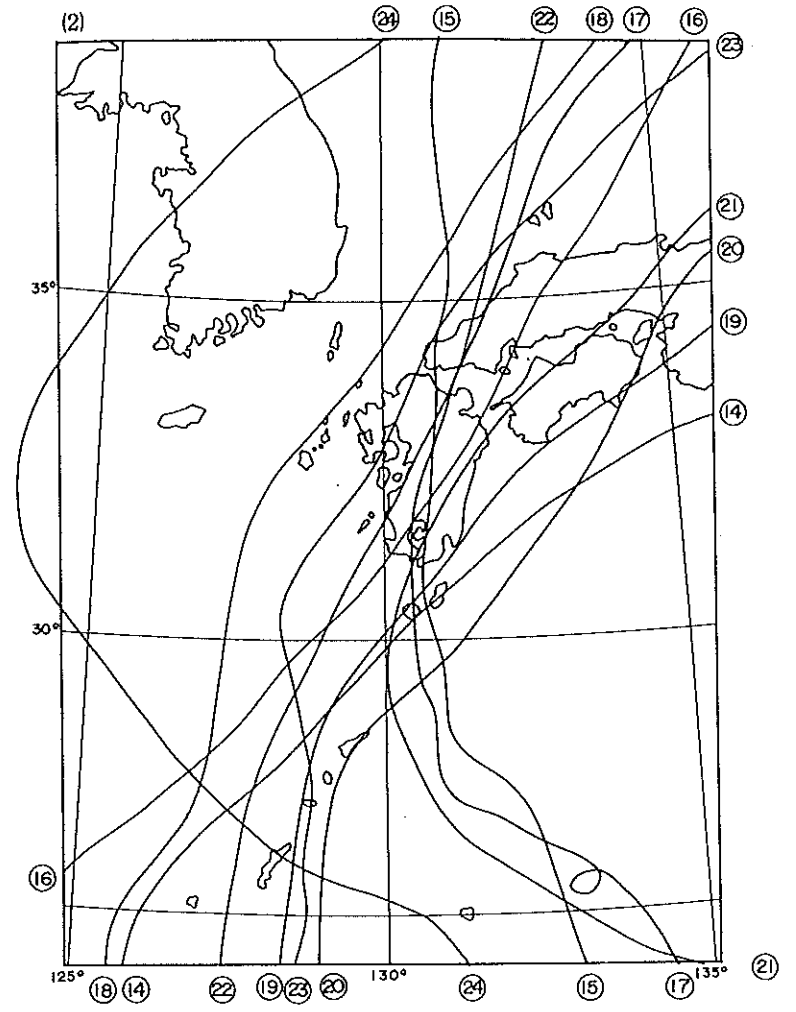 (2) ㉔ ⑮ ㉒ ⑱ ⑰ ⑯
㉓
㉑
⑳
35°
⑲
⑭
30°
⑯
125° 130° 135°
⑱ ⑭ ㉒ ⑲ ㉓ ⑳ ㉔ ⑮ ⑰ ㉑